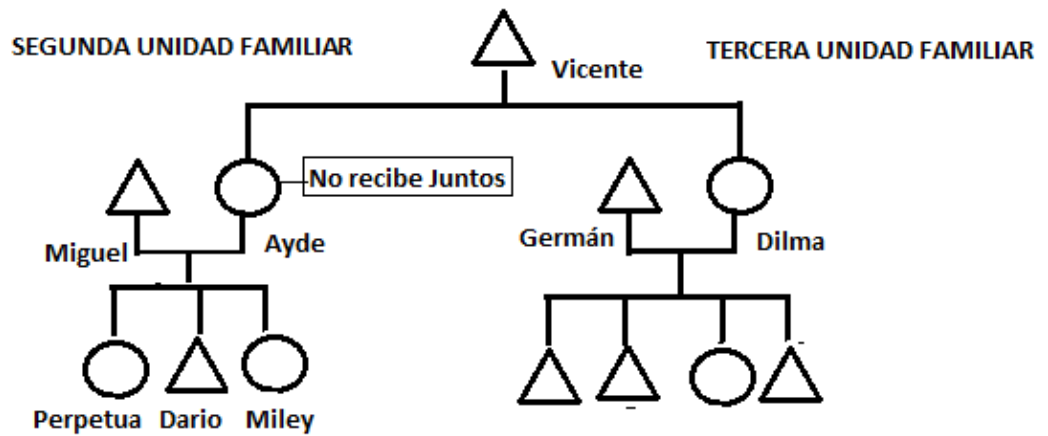 SEGUNDA UNIDAD FAMILIAR
TERCERA UNIDAD FAMILIAR
Vicente
No recibe Juntos
Miguel
Ayde
Germán
Dilma
Perpetua Dario Miley